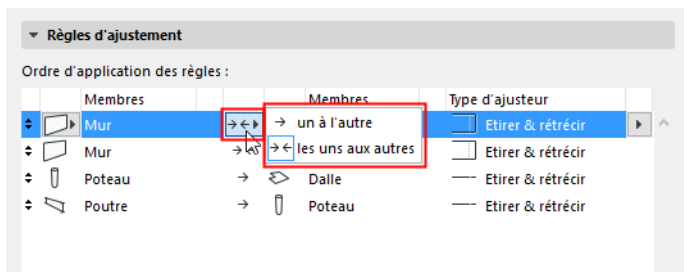 Règles d'ajustement
Ordre d'application des règles :
Membres Membres Type d'ajusteur
Mur un à l'autre Etirer & rétrécir
Mur les uns aux autres Etirer & rétrécir
Poteau Dalle Etirer & rétrécir
Poutre Poteau Etirer & rétrécir